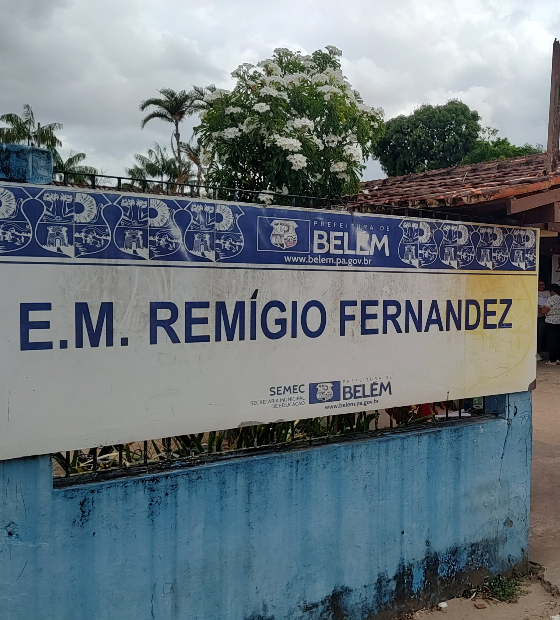 PREFEITURA DE
BELÉM
www.belem.pa.gov.br
E.M. REMÍGIO FERNANDEZ
SEMEC
SECRETARIA MUNICIPAL
DE EDUCAÇÃO
PREFEITURA DE
BELÉM
www.belem.pa.gov.br